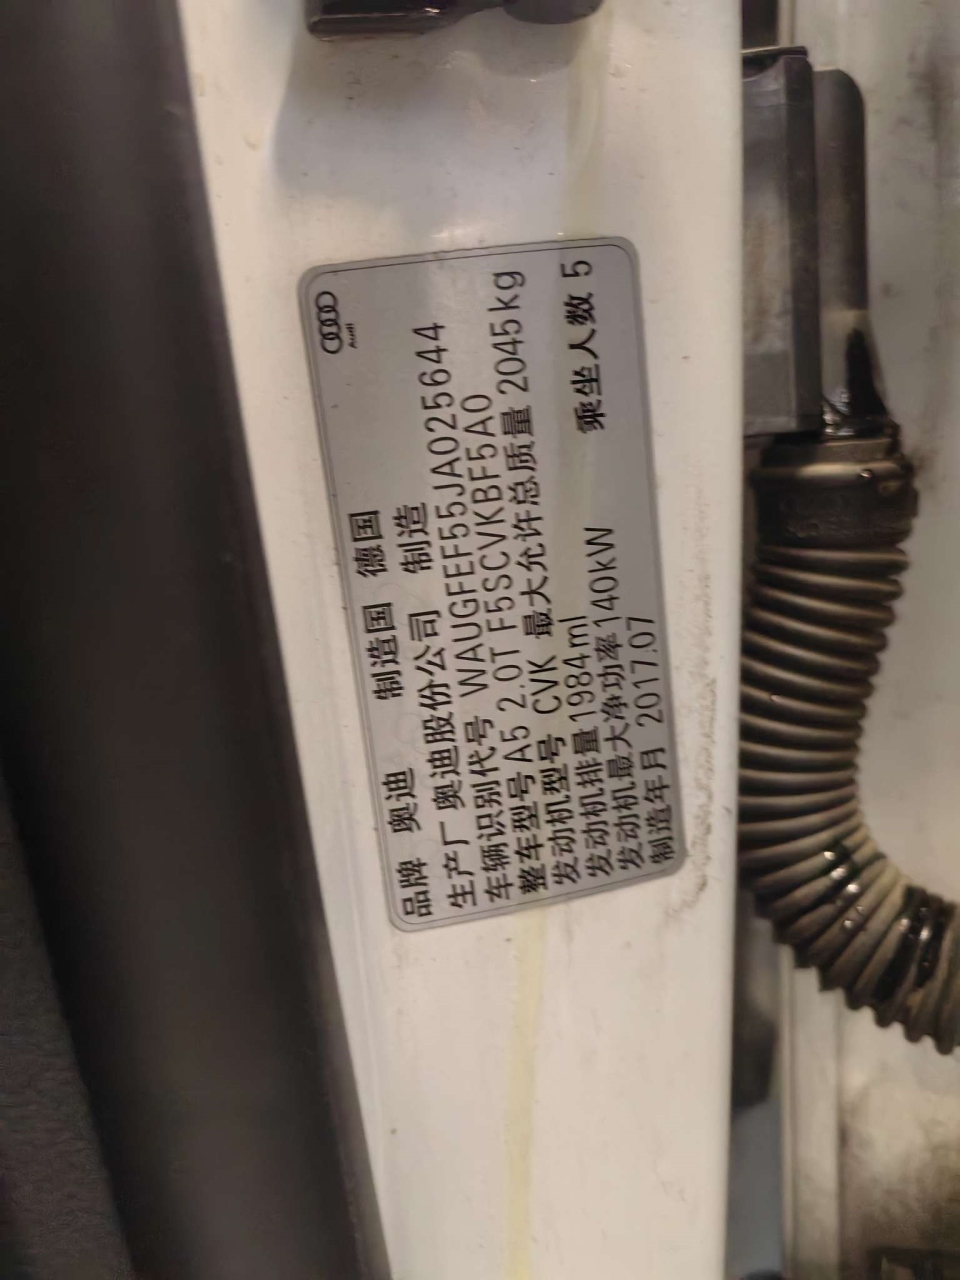 Audi
品牌 奥迪 制造国 德国
生产厂 奥迪股份公司 制造
车辆识别代号 WAUGFEF55JA025644
整车型号 A5 2.0T F5SCVKBF5A0
发动机型号 CVK 最大允许总质量 2045kg
发动机排量 1984ml
发动机最大净功率 140kW 乘坐人数 5
制造年月 2017.07